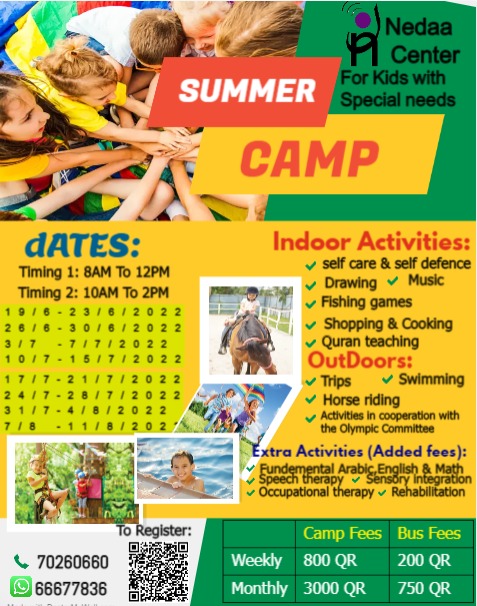 Nedaa
Center
For Kids with
Special needs
SUMMER
CAMP
dATES:
Timing 1: 8AM To 12PM
Timing 2: 10AM To 2PM
19/6-23/6/2022
26/6-30/6/2022
3/7 - 7/7/2022
10/7-15/7/2022
17/7-21/7/2022
24/7-28/7/2022
31/7-4/8/2022
7/8 -11/8/2022
Indoor Activities:
self care & self defence
Drawing Music
Fishing games
Shopping & Cooking
Quran teaching
OutDoors:
Trips Swimming
Horse riding
Activities in cooperation with
the Olympic Committee
Extra Activities (Added fees):
Fundemental Arabic,English & Math
Speech therapy Sensory integration
Occupational therapy Rehabilitation
To Register:
70260660
66677836
Camp Fees Bus Fees
Weekly 800 QR 200 QR
Monthly 3000 QR 750 QR